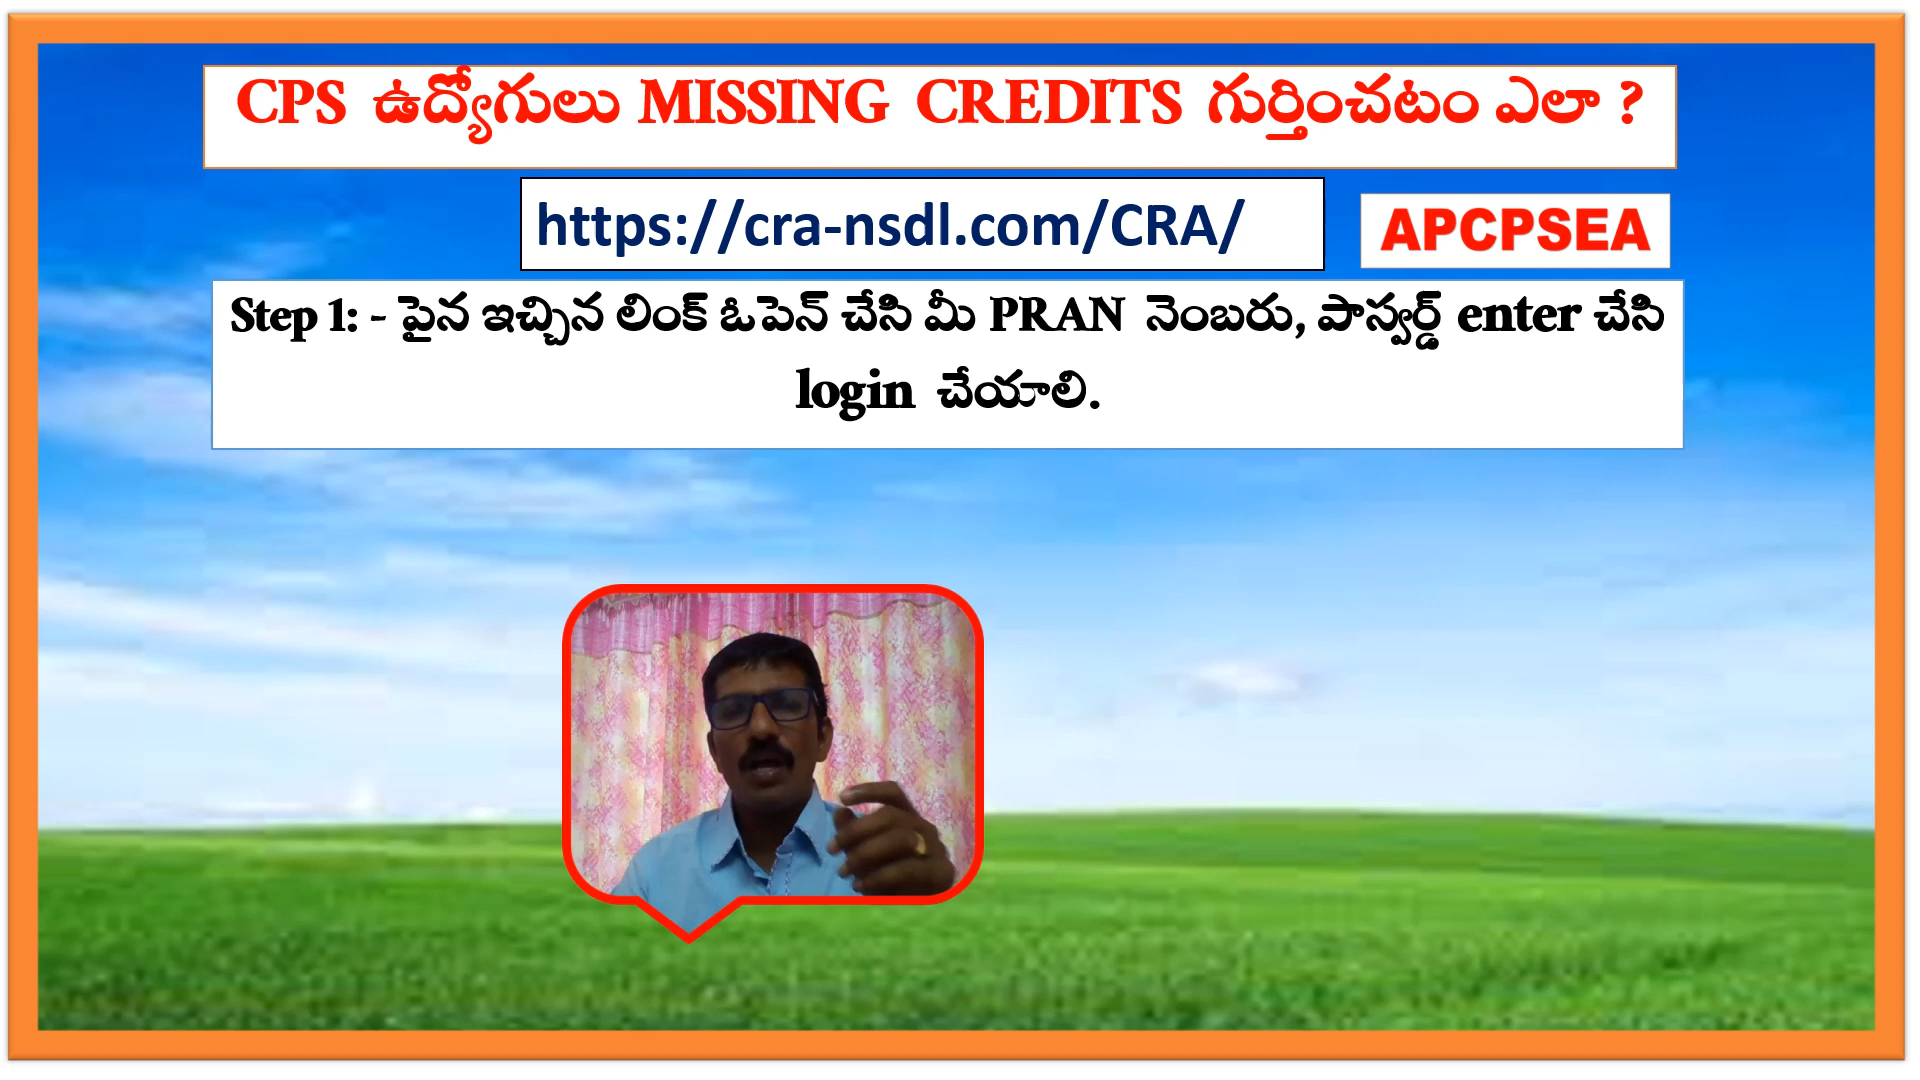 CPS ఉద్యోగులు MISSING CREDITS గుర్తించటం ఎలా ?
https://cra-nsdl.com/CRA/
APCPSEA
Step 1: - పైన ఇచ్చిన లింక్ ఓపెన్ చేసి మీ PRAN నెంబరు, పాస్వర్డ్ enter చేసి
login చేయాలి.